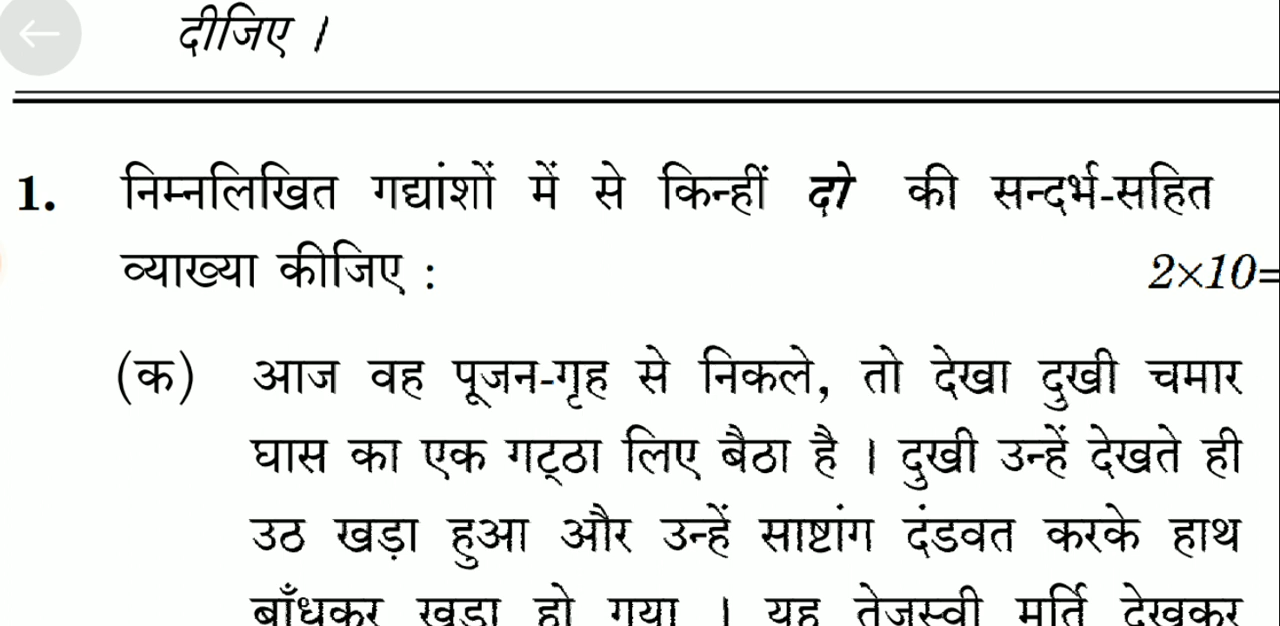 दीजिए ।
1. निम्नलिखित गद्यांशों में से किन्हीं दो की सन्दर्भ-सहित
व्याख्या कीजिए : 2×10=
(क) आज वह पूजन-गृह से निकले, तो देखा दुखी चमार
घास का एक गट्ठा लिए बैठा है । दुखी उन्हें देखते ही
उठ खड़ा हुआ और उन्हें साष्टांग दंडवत करके हाथ
बाँधकर खड़ा हो गया । यह तेजस्वी मूर्ति देखकर